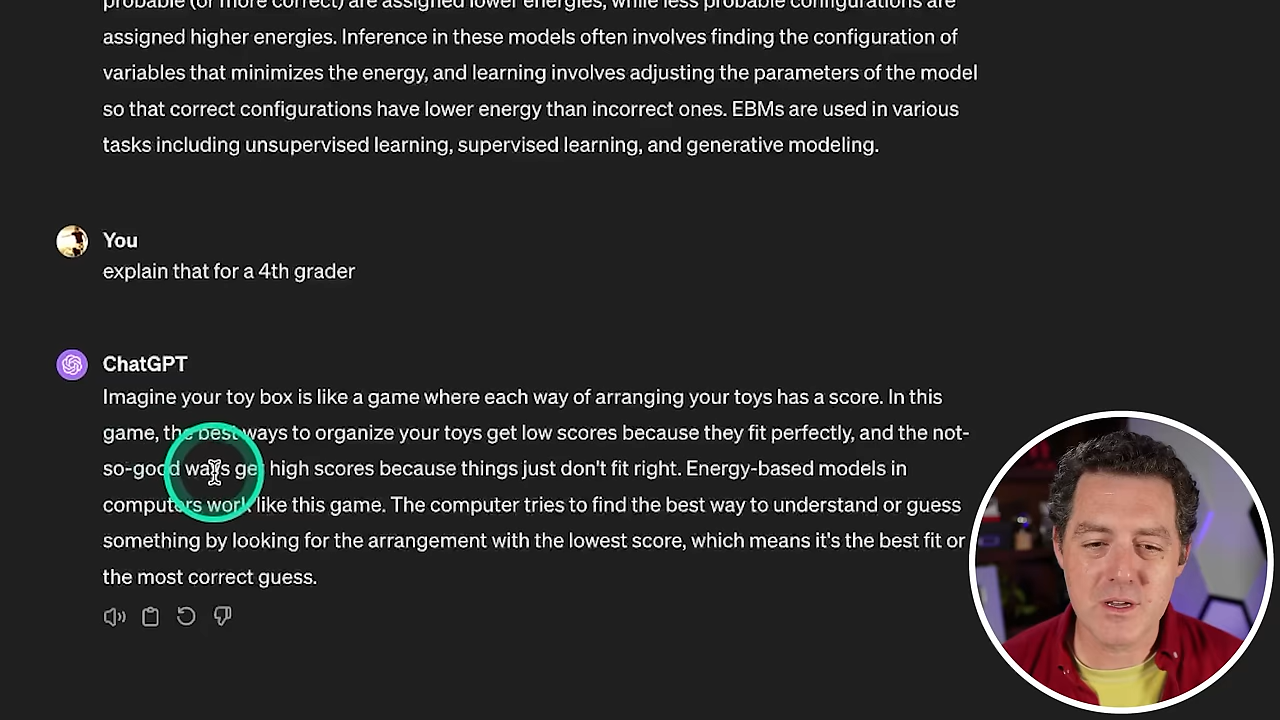 probable (or more correct) are assigned lower energies, while less probable configurations are
assigned higher energies. Inference in these models often involves finding the configuration of
variables that minimizes the energy, and learning involves adjusting the parameters of the model
so that correct configurations have lower energy than incorrect ones. EBMs are used in various
tasks including unsupervised learning, supervised learning, and generative modeling.
You
explain that for a 4th grader
ChatGPT
Imagine your toy box is like a game where each way of arranging your toys has a score. In this
game, the best ways to organize your toys get low scores because they fit perfectly, and the not-
so-good ways get high scores because things just don't fit right. Energy-based models in
computers work like this game. The computer tries to find the best way to understand or guess
something by looking for the arrangement with the lowest score, which means it's the best fit or
the most correct guess.